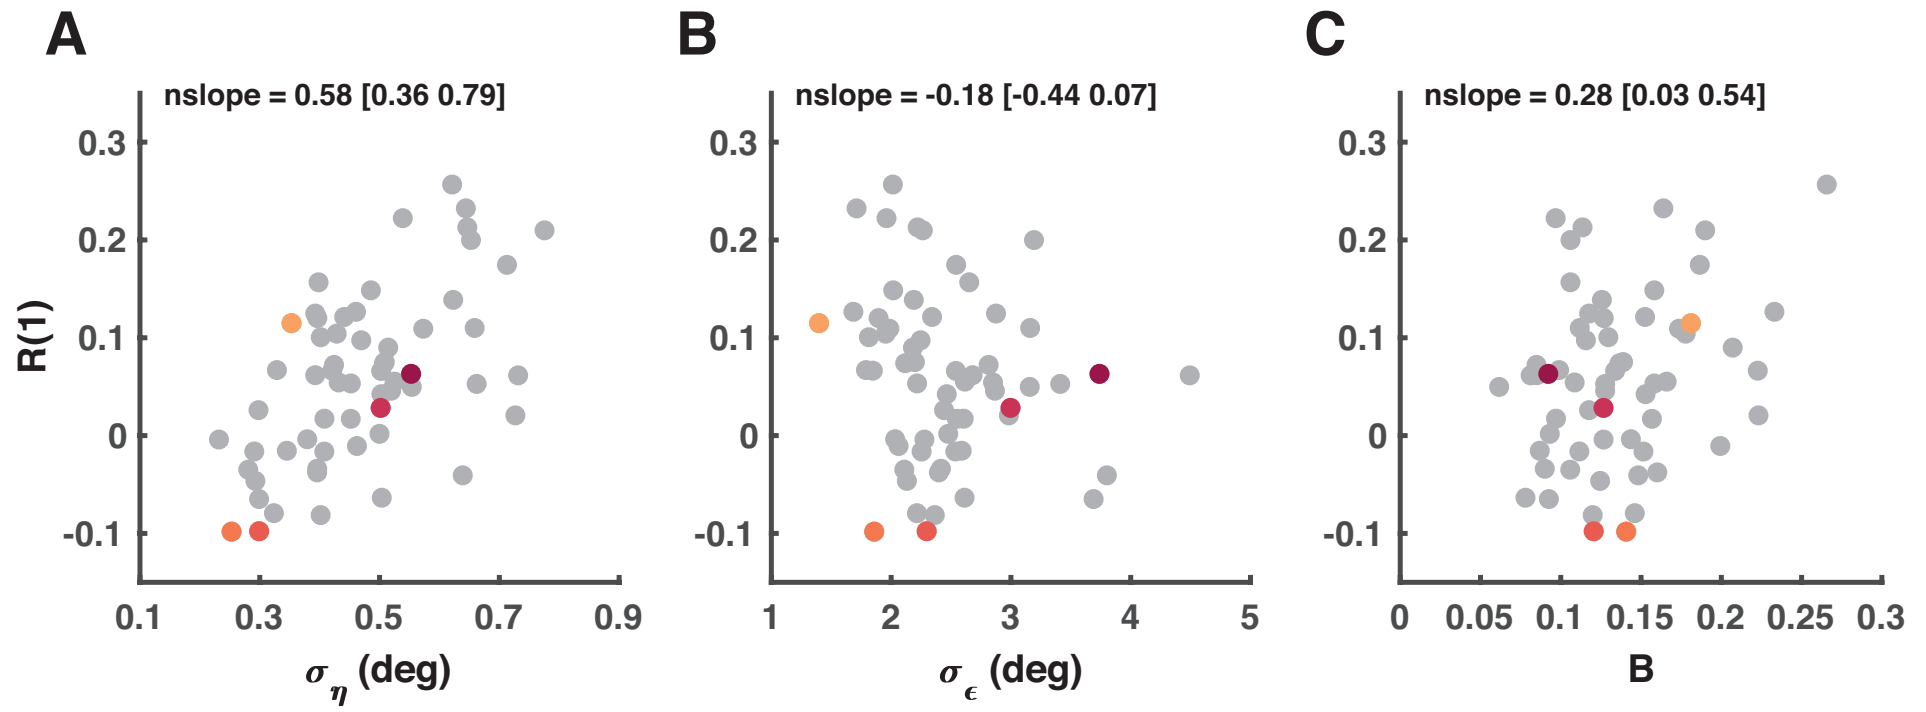 A B C
nslope = 0.58 [0.36 0.79] nslope = -0.18 [-0.44 0.07] nslope = 0.28 [0.03 0.54]
0.3 0.3 0.3
0.2 0.2 0.2
R(1)
0.1 0.1 0.1
0 0 0
-0.1 -0.1 -0.1
0.1 0.3 0.5 0.7 0.9 1 2 3 4 5 0 0.05 0.1 0.15 0.2 0.25 0.3
σ_η (deg) σ_ϵ (deg) B